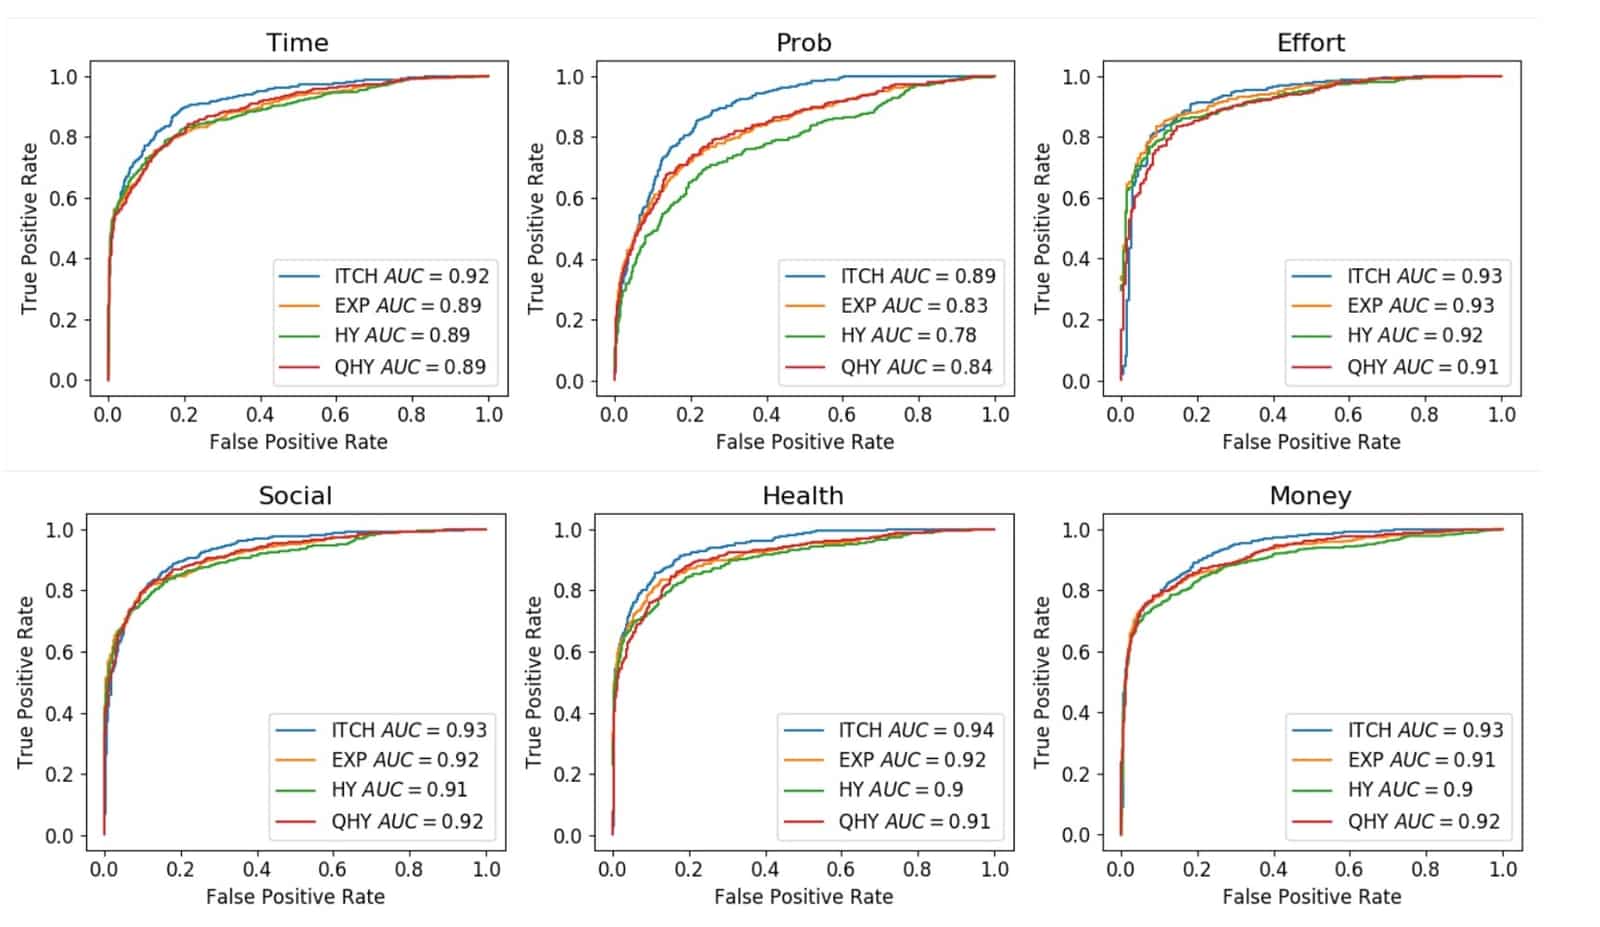 Time
1.0
0.8
0.6
0.4
0.2
0.0
True Positive Rate
ITCH AUC = 0.92
EXP AUC = 0.89
HY AUC = 0.89
QHY AUC = 0.89
0.0 0.2 0.4 0.6 0.8 1.0
False Positive Rate
Prob
1.0
0.8
0.6
0.4
0.2
0.0
True Positive Rate
ITCH AUC = 0.89
EXP AUC = 0.83
HY AUC = 0.78
QHY AUC = 0.84
0.0 0.2 0.4 0.6 0.8 1.0
False Positive Rate
Effort
1.0
0.8
0.6
0.4
0.2
0.0
True Positive Rate
ITCH AUC = 0.93
EXP AUC = 0.93
HY AUC = 0.92
QHY AUC = 0.91
0.0 0.2 0.4 0.6 0.8 1.0
False Positive Rate
Social
1.0
0.8
0.6
0.4
0.2
0.0
True Positive Rate
ITCH AUC = 0.93
EXP AUC = 0.92
HY AUC = 0.91
QHY AUC = 0.92
0.0 0.2 0.4 0.6 0.8 1.0
False Positive Rate
Health
1.0
0.8
0.6
0.4
0.2
0.0
True Positive Rate
ITCH AUC = 0.94
EXP AUC = 0.92
HY AUC = 0.9
QHY AUC = 0.91
0.0 0.2 0.4 0.6 0.8 1.0
False Positive Rate
Money
1.0
0.8
0.6
0.4
0.2
0.0
True Positive Rate
ITCH AUC = 0.93
EXP AUC = 0.91
HY AUC = 0.9
QHY AUC = 0.92
0.0 0.2 0.4 0.6 0.8 1.0
False Positive Rate